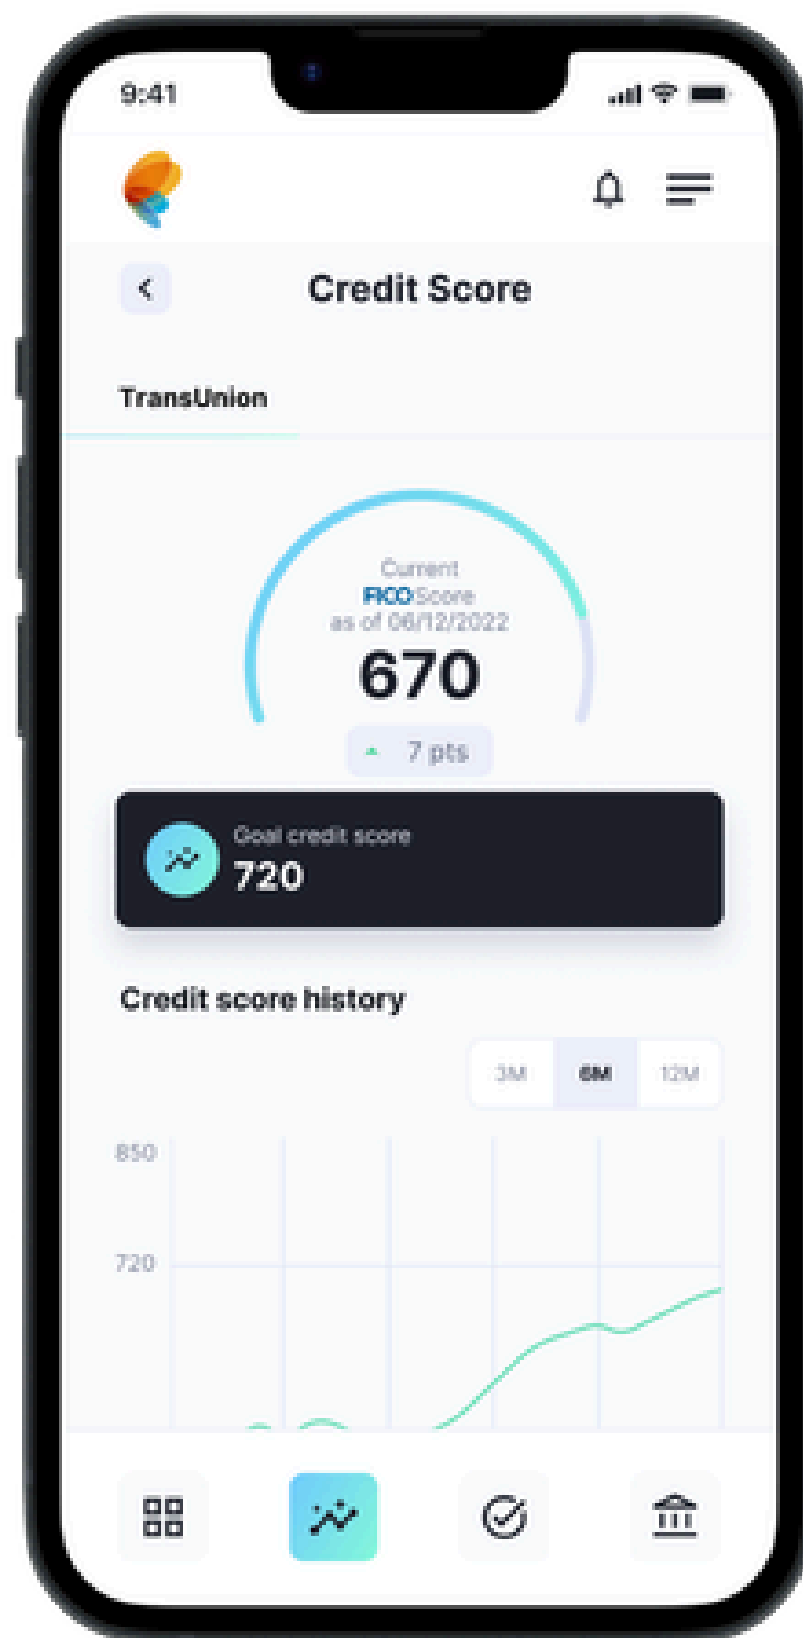 9:41
Credit Score
TransUnion
Current
FICO Score
as of 06/12/2022
670
7 pts
Goal credit score
720
Credit score history
3M 6M 12M
850
720